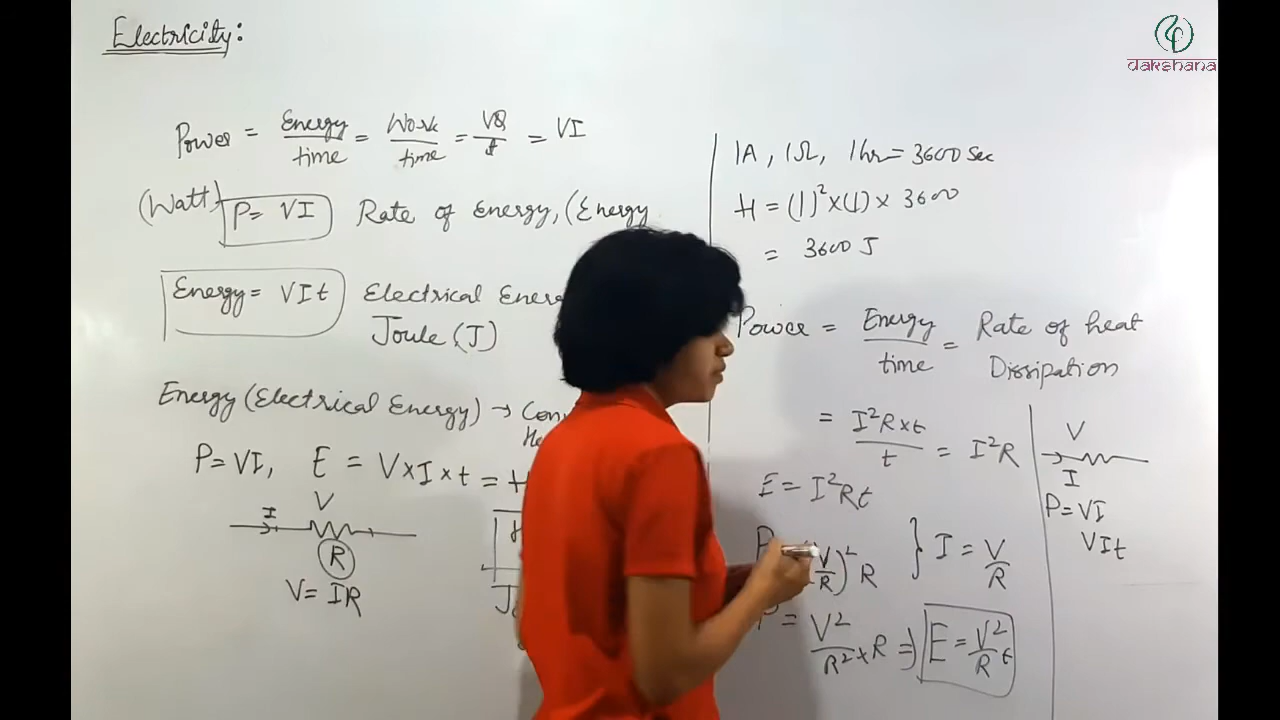 Electricity:
dakshana
Power = Energy/time = Work/time = VQ/t = VI
(Watt) P = VI Rate of Energy, (Energy
Energy = VIt Electrical
Joule (J)
Energy (Electrical Energy) →
P = VI, E = V×I×t = H
V
I
R
V = IR
1A, 1Ω, 1hr = 3600 Sec
H = (1)²×(1)× 3600
= 3600 J
Power = Energy/time = Rate of heat
Dissipation
= I²R×t/t = I²R
E = I²Rt
(V/R)² R } I = V/R
P = V²/R²×R ⇒ E = V²/R t
V
I
P = VI
VIt